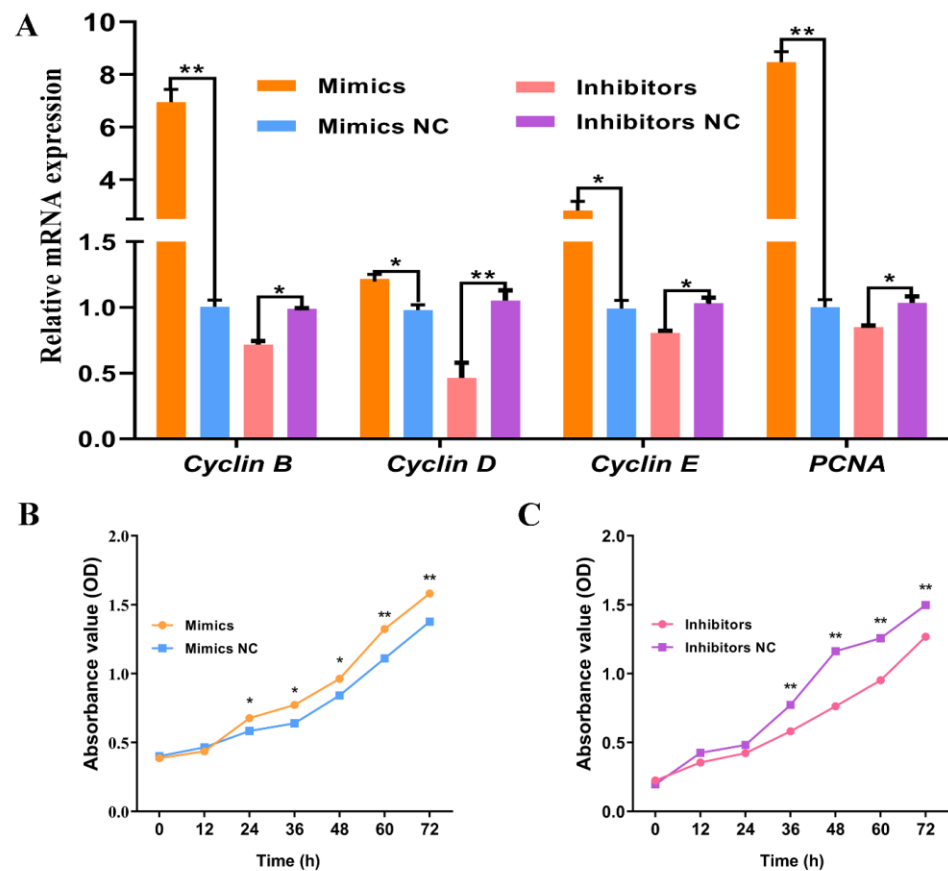 A
Relative mRNA expression
10
8
6
4
1.5
1.0
0.5
0.0
** * * ** * * ** *
Mimics
Mimics NC
Inhibitors
Inhibitors NC
Cyclin B Cyclin D Cyclin E PCNA
B
Absorbance value (OD)
2.0
1.5
1.0
0.5
0.0
Mimics
Mimics NC
* * * ** **
0 12 24 36 48 60 72
Time (h)
C
Absorbance value (OD)
2.0
1.5
1.0
0.5
0.0
Inhibitors
Inhibitors NC
** ** ** **
0 12 24 36 48 60 72
Time (h)